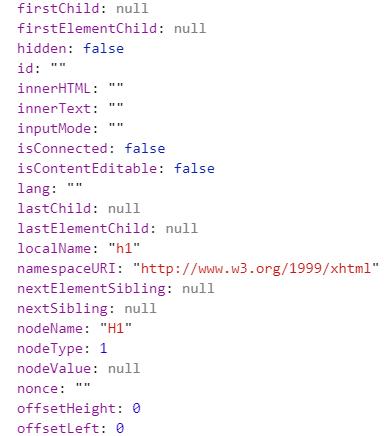 firstChild: null
firstElementChild: null
hidden: false
id: ""
innerHTML: ""
innerText: ""
inputMode: ""
isConnected: false
isContentEditable: false
lang: ""
lastChild: null
lastElementChild: null
localName: "h1"
namespaceURI: "http://www.w3.org/1999/xhtml"
nextElementSibling: null
nextSibling: null
nodeName: "H1"
nodeType: 1
nodeValue: null
nonce: ""
offsetHeight: 0
offsetLeft: 0